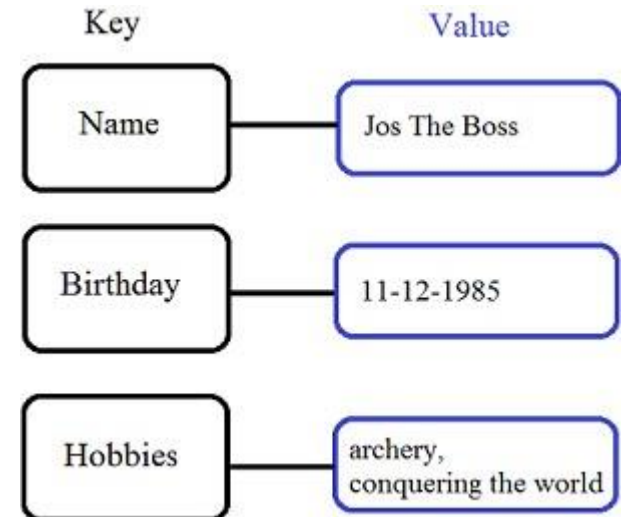 Key Value
Name Jos The Boss
Birthday 11-12-1985
Hobbies archery,
conquering the world